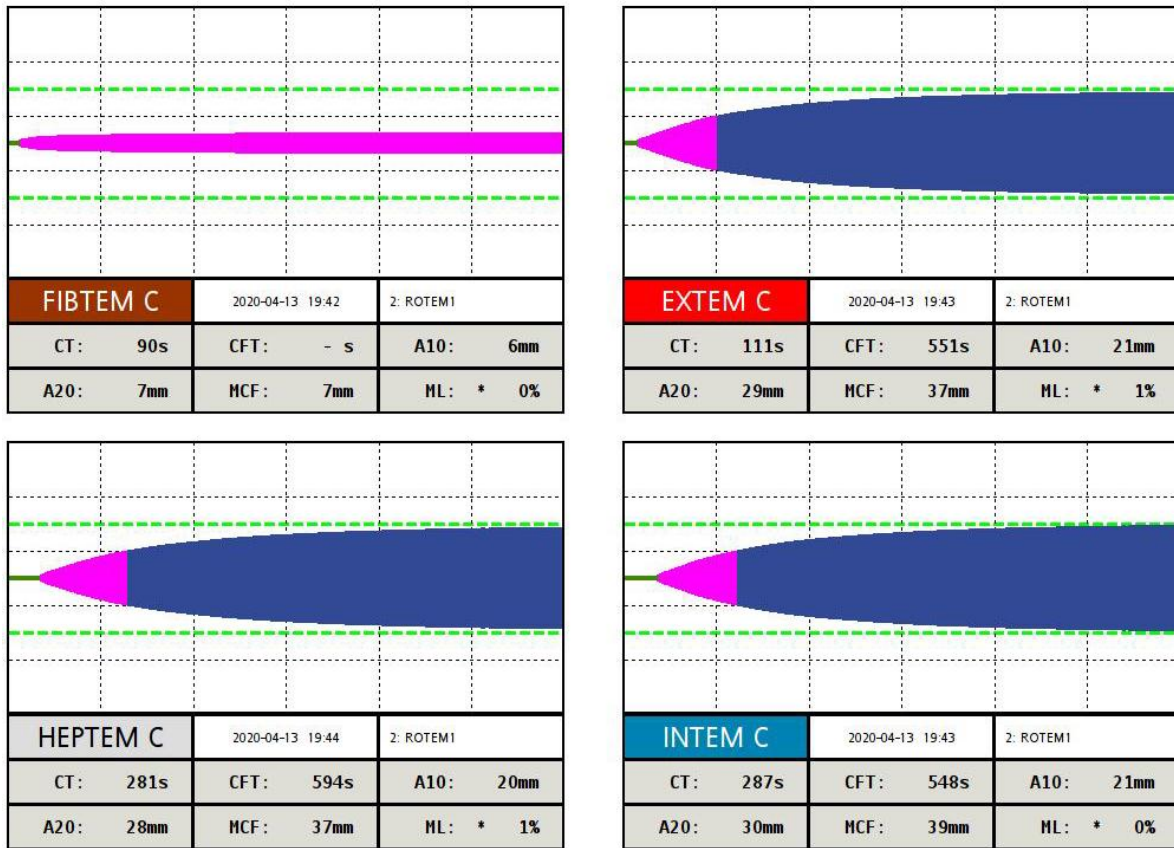 FIBTEM C 2020-04-13 19:42 2: ROTEM1
CT: 90s CFT: - s A10: 6mm
A20: 7mm MCF: 7mm ML: * 0%
EXTEM C 2020-04-13 19:43 2: ROTEM1
CT: 111s CFT: 551s A10: 21mm
A20: 29mm MCF: 37mm ML: * 1%
HEPTEM C 2020-04-13 19:44 2: ROTEM1
CT: 281s CFT: 594s A10: 20mm
A20: 28mm MCF: 37mm ML: * 1%
INTEM C 2020-04-13 19:43 2: ROTEM1
CT: 287s CFT: 548s A10: 21mm
A20: 30mm MCF: 39mm ML: * 0%